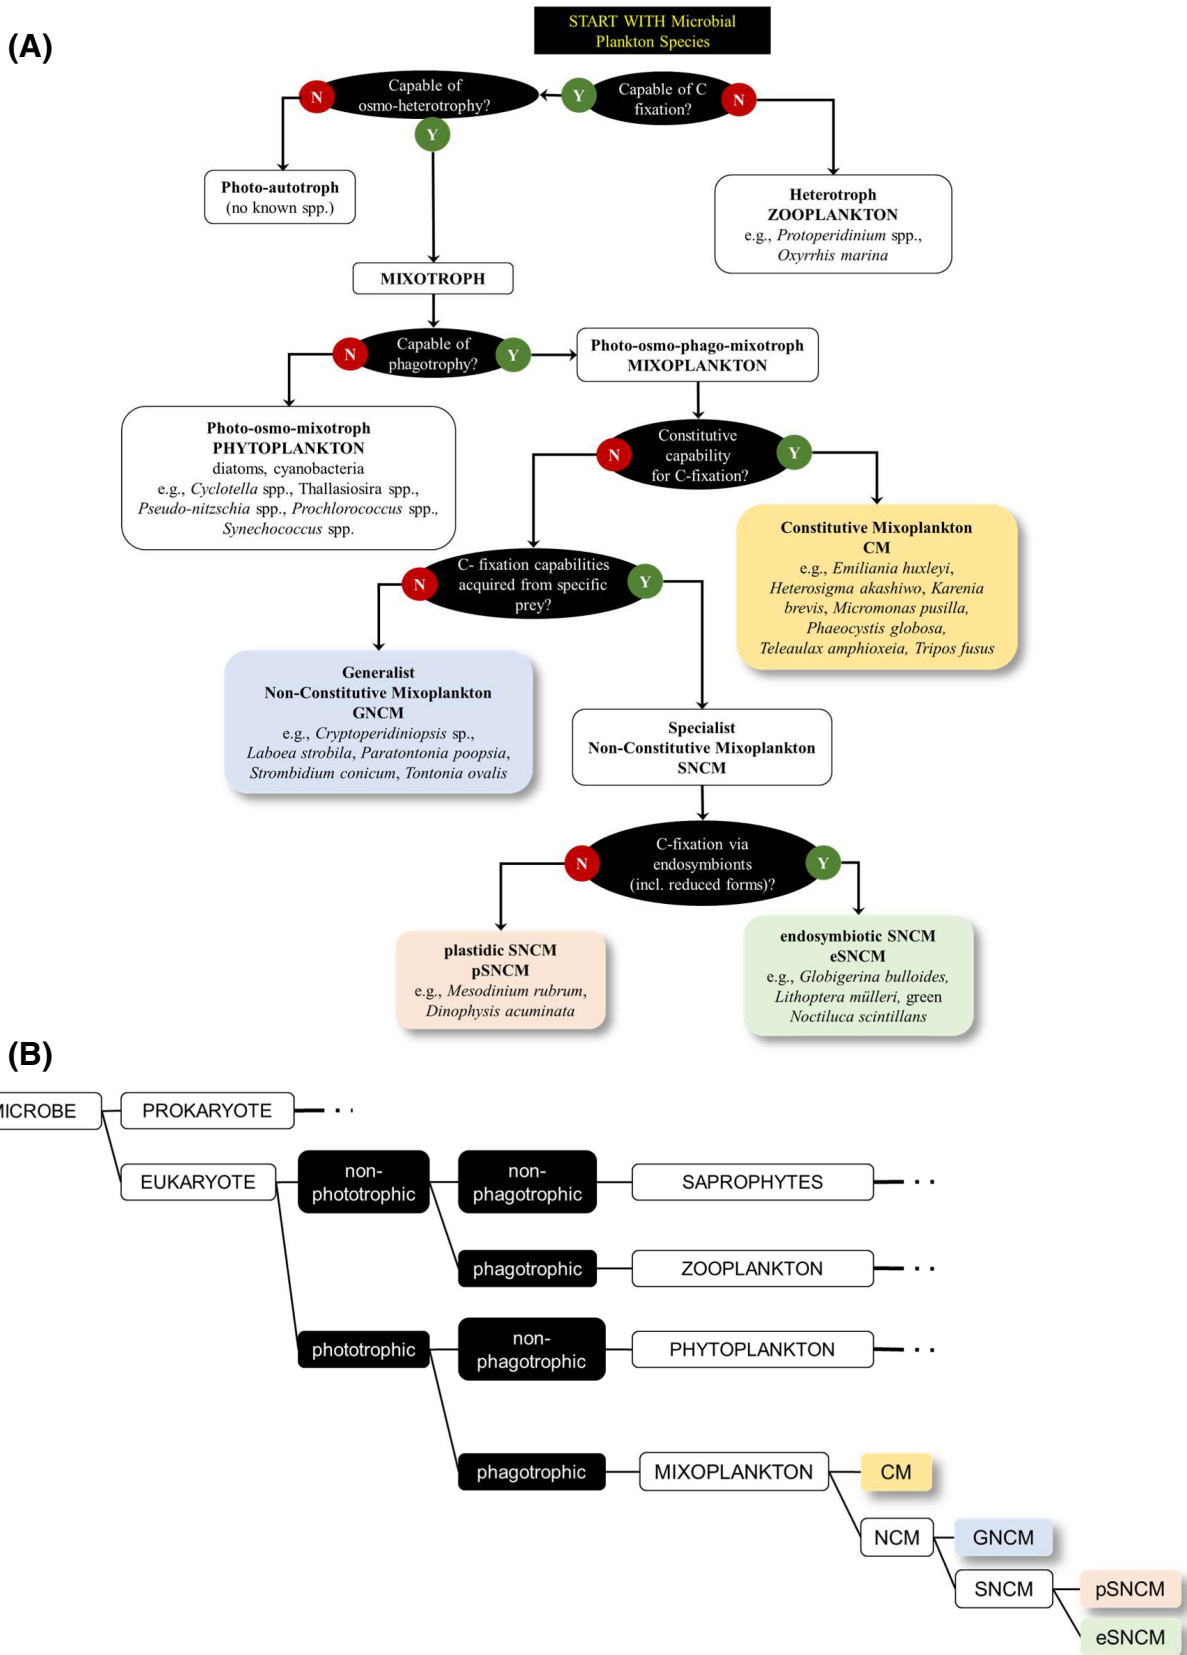 (A)
START WITH Microbial
Plankton Species
Capable of
osmo-heterotrophy?
N
Y
Y
Capable of C
fixation?
N
Photo-autotroph
(no known spp.)
Heterotroph
ZOOPLANKTON
e.g., Protoperidinium spp.,
Oxyrrhis marina
MIXOTROPH
N
Capable of
phagotrophy?
Y
Photo-osmo-phago-mixotroph
MIXOPLANKTON
Photo-osmo-mixotroph
PHYTOPLANKTON
diatoms, cyanobacteria
e.g., Cyclotella spp., Thallasiosira spp.,
Pseudo-nitzschia spp., Prochlorococcus spp.,
Synechococcus spp.
N
Constitutive
capability
for C-fixation?
Y
Constitutive Mixoplankton
CM
e.g., Emiliania huxleyi,
Heterosigma akashiwo, Karenia
brevis, Micromonas pusilla,
Phaeocystis globosa,
Teleaulax amphioxeia, Tripos fusus
N
C- fixation capabilities
acquired from specific
prey?
Y
Generalist
Non-Constitutive Mixoplankton
GNCM
e.g., Cryptoperidiniopsis sp.,
Laboea strobila, Paratontonia poopsia,
Strombidium conicum, Tontonia ovalis
Specialist
Non-Constitutive Mixoplankton
SNCM
N
C-fixation via
endosymbionts
(incl. reduced forms)?
Y
plastidic SNCM
pSNCM
e.g., Mesodinium rubrum,
Dinophysis acuminata
endosymbiotic SNCM
eSNCM
e.g., Globigerina bulloides,
Lithoptera mülleri, green
Noctiluca scintillans
(B)
MICROBE
PROKARYOTE
EUKARYOTE
non-
phototrophic
non-
phagotrophic
SAPROPHYTES
phagotrophic
ZOOPLANKTON
phototrophic
non-
phagotrophic
PHYTOPLANKTON
phagotrophic
MIXOPLANKTON
CM
NCM
GNCM
SNCM
pSNCM
eSNCM